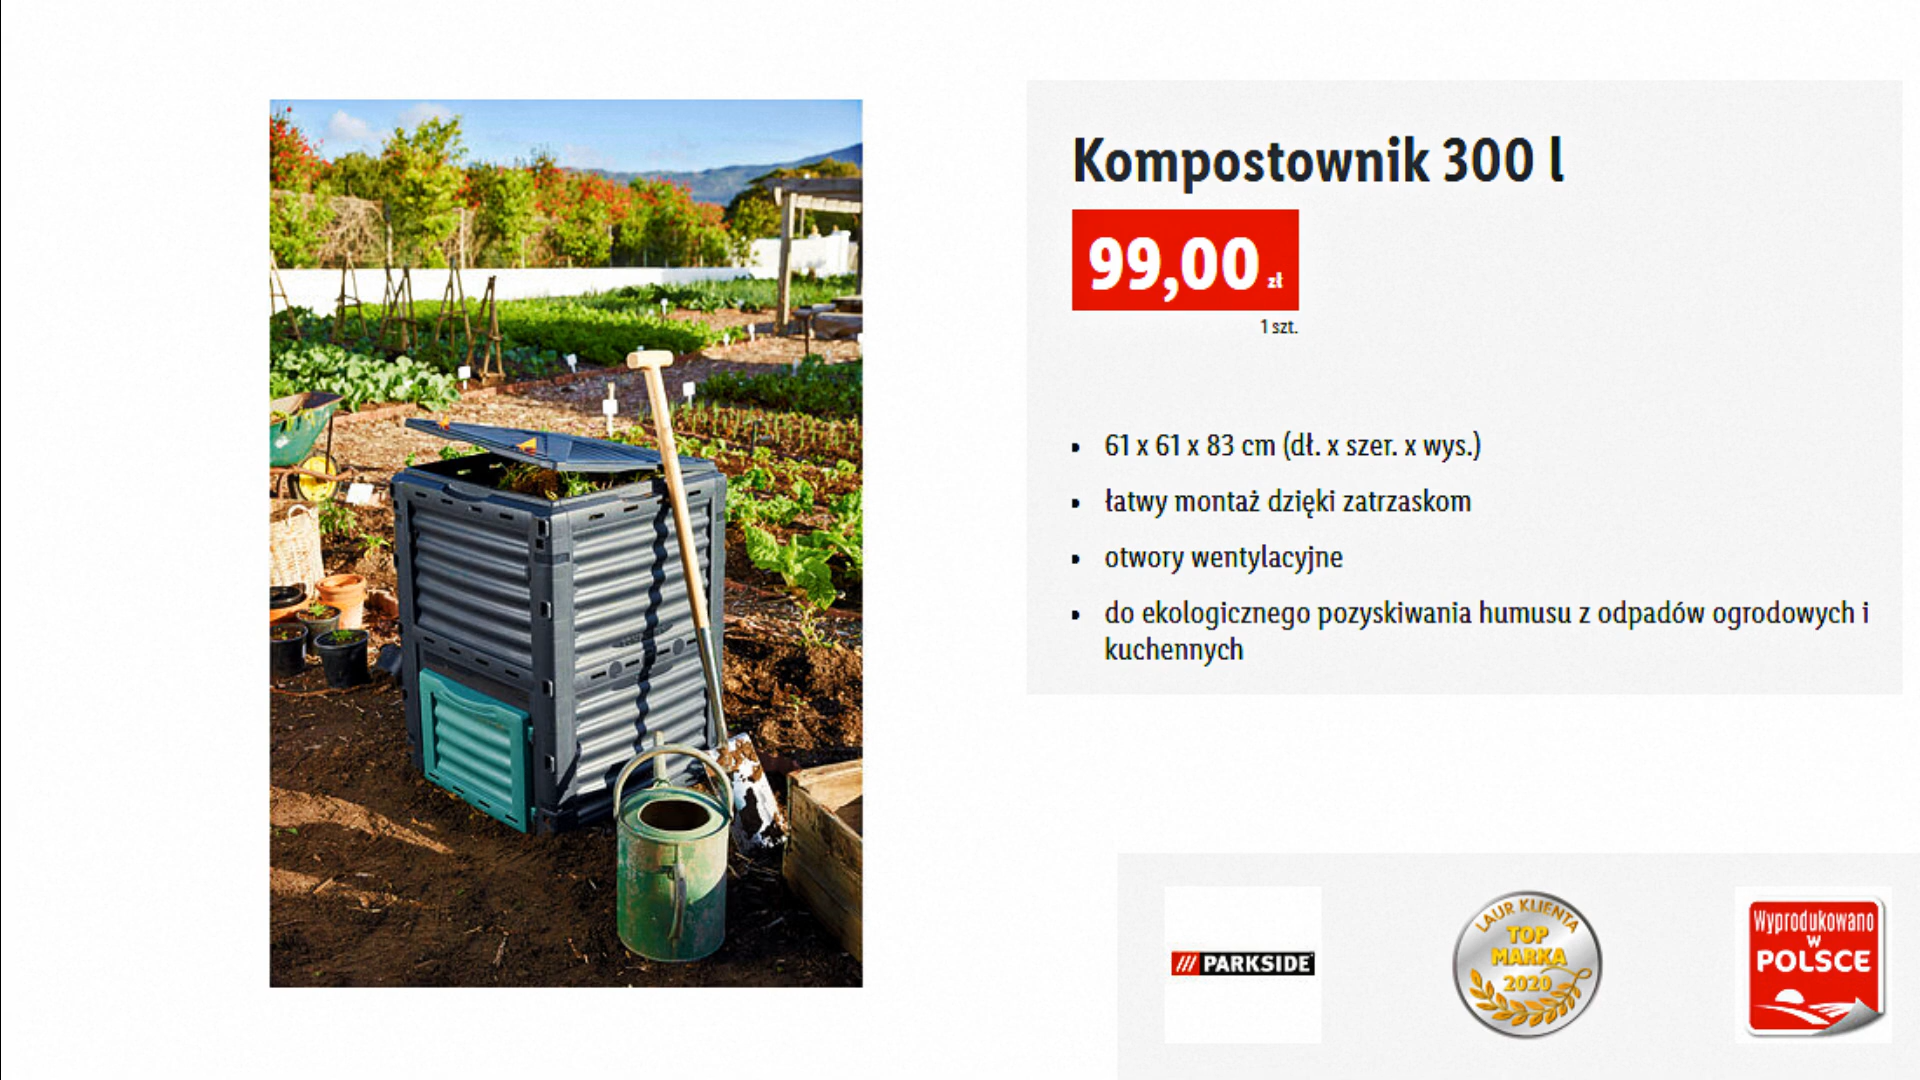 Kompostownik 300 l
99,00 zł
1 szt.
61 x 61 x 83 cm (dł. x szer. x wys.)
łatwy montaż dzięki zatrzaskom
otwory wentylacyjne
do ekologicznego pozyskiwania humusu z odpadów ogrodowych i
kuchennych
PARKSIDE
LAUR KLIENTA
TOP
MARKA
2020
Wyprodukowano
w
POLSCE